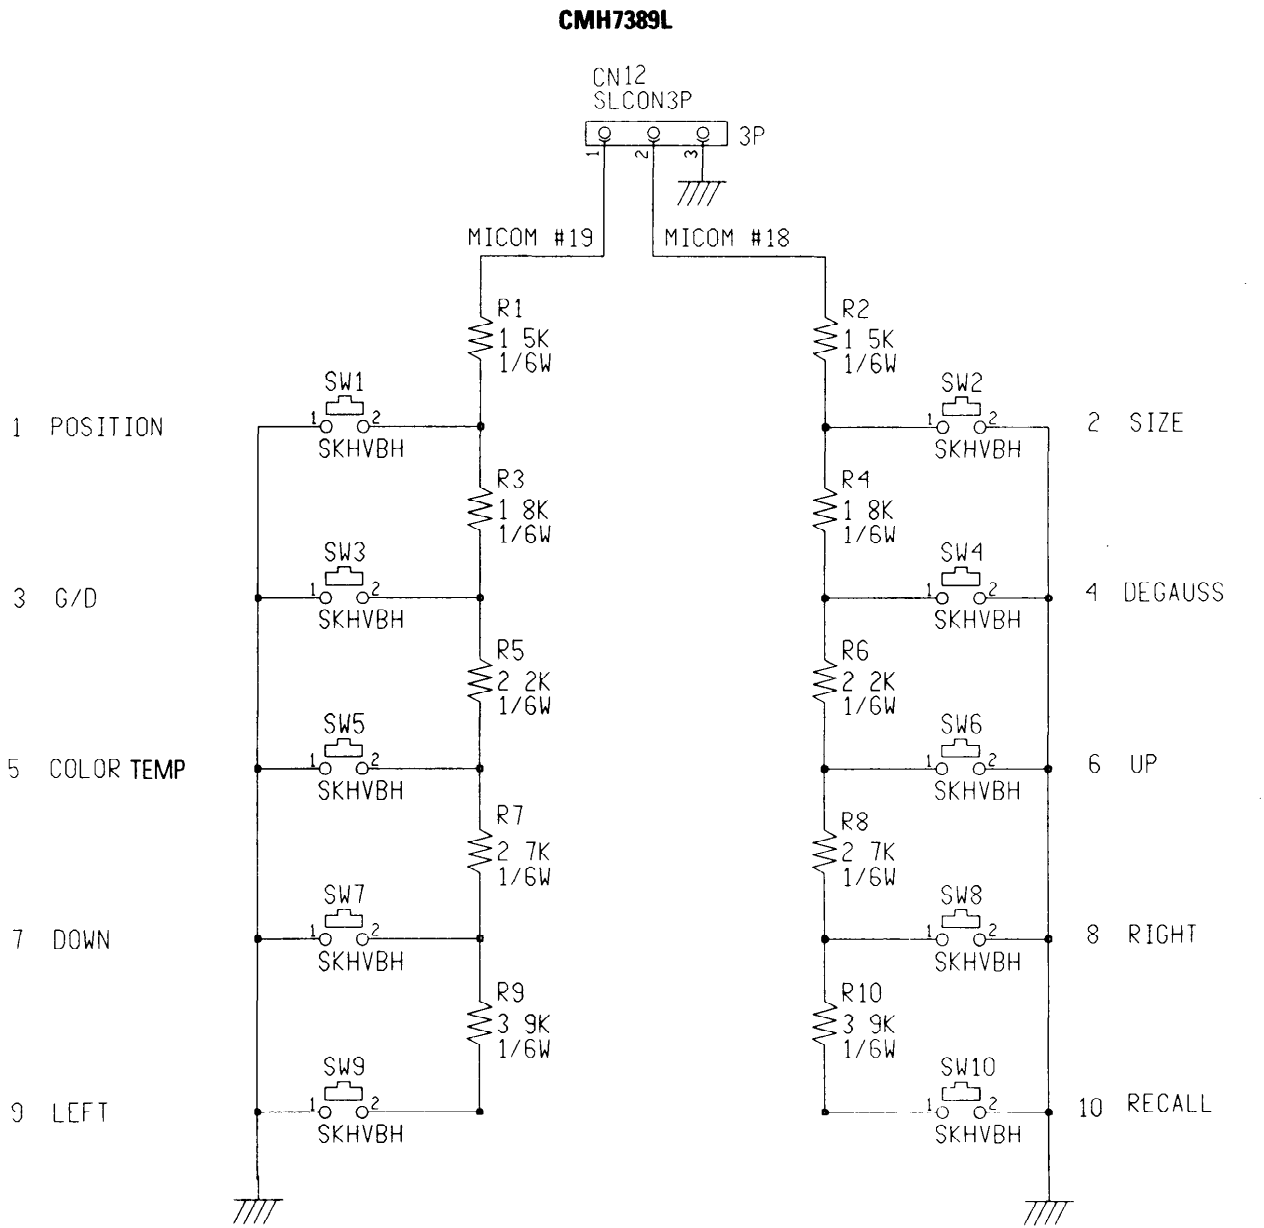 CMH7389L
CN12
SLCON3P
3P
1 2 3
MICOM #19
MICOM #18
R1
1 5K
1/6W
R2
1 5K
1/6W
SW1
1 2
SKHVBH
1 POSITION
SW2
1 2
SKHVBH
2 SIZE
R3
1 8K
1/6W
R4
1 8K
1/6W
SW3
1 2
SKHVBH
3 G/D
SW4
1 2
SKHVBH
4 DEGAUSS
R5
2 2K
1/6W
R6
2 2K
1/6W
SW5
1 2
SKHVBH
5 COLOR TEMP
SW6
1 2
SKHVBH
6 UP
R7
2 7K
1/6W
R8
2 7K
1/6W
SW7
1 2
SKHVBH
7 DOWN
SW8
1 2
SKHVBH
8 RIGHT
R9
3 9K
1/6W
R10
3 9K
1/6W
SW9
1 2
SKHVBH
9 LEFT
SW10
1 2
SKHVBH
10 RECALL